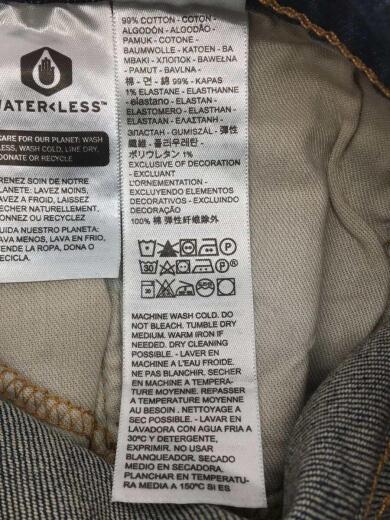 WATER<LESS™
CARE FOR OUR PLANET: WASH
LESS, WASH COLD, LINE DRY,
DONATE OR RECYCLE
PRENEZ SOIN DE NOTRE
PLANETE: LAVEZ MOINS,
LAVEZ A FROID, LAISSEZ
SECHER NATURELLEMENT,
DONNEZ OU RECYCLEZ
CUIDA NUESTRO PLANETA:
LAVA MENOS, LAVA EN FRIO,
TIENDE LA ROPA, DONA O
RECICLA.
99% COTTON - COTON -
ALGODÓN - ALGODÃO -
PAMUK - COTONE -
BAUMWOLLE - KATOEN - BA
MBAKI - ХЛОПОК - BAWEŁNA
- PAMUT - BAVLNA -
棉 - 면 - 綿 99% - KAPAS
1% ELASTANE - ELASTHANNE
- elastano - ELASTAN -
ELASTOMERO - ELASTHAN -
ELASTAAN - ΕΛΑΣΤΑΝΗ -
ЭЛАСТАН - GUMISZÁL - 彈性
纖維 - 폴리우레탄 -
ポリウレタン 1%
EXCLUSIVE OF DECORATION
- EXCLUANT
L'ORNEMENTATION -
EXCLUYENDO ELEMENTOS
DECORATIVOS - EXCLUINDO
DECORAÇÃO
100% 棉 彈性纖維除外
MACHINE WASH COLD. DO
NOT BLEACH. TUMBLE DRY
MEDIUM. WARM IRON IF
NEEDED. DRY CLEANING
POSSIBLE. - LAVER EN
MACHINE A L'EAU FROIDE.
NE PAS BLANCHIR. SECHER
EN MACHINE A TEMPERA-
TURE MOYENNE. REPASSER
A TEMPERATURE MOYENNE
AU BESOIN . NETTOYAGE A
SEC POSSIBLE. - LAVAR EN
LAVADORA CON AGUA FRIA A
30ºC Y DETERGENTE,
EXPRIMIR. NO USAR
BLANQUEADOR. SECADO
MEDIO EN SECADORA.
PLANCHAR EN TEMPERATU-
RA MEDIA A 150ºC SI ES